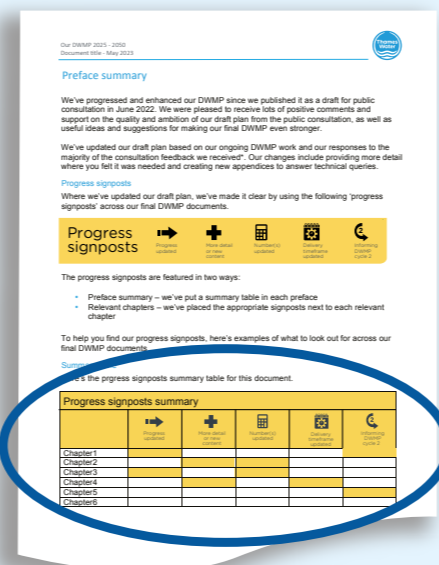 Our DWMP 2025 - 2050
Document title - May 2023
Thames
Water
Preface summary
We've progressed and enhanced our DWMP since we published it as a draft for public
consultation in June 2022. We were pleased to receive lots of positive comments and
support on the quality and ambition of our draft plan from the public consultation, as well as
useful ideas and suggestions for making our final DWMP even stronger.
We've updated our draft plan based on our ongoing DWMP work and our responses to the
majority of the consultation feedback we received*. Our changes include providing more detail
where you felt it was needed and creating new appendices to answer technical queries.
Progress signposts
Where we've updated our draft plan, we've made it clear by using the following 'progress
signposts' across our final DWMP documents.
Progress
signposts
Progress
updated
More detail
or new
content
Number(s)
updated
Delivery
timeframe
updated
2
Informing
DWMP
cycle 2
The progress signposts are featured in two ways:
• Preface summary – we've put a summary table in each preface
• Relevant chapters – we've placed the appropriate signposts next to each relevant
chapter
To help you find our progress signposts, here's examples of what to look out for across our
final DWMP documents
the prgress signposts summary table for this document.
Progress signposts summary
Progress
updated
More detail
or new
content
Number(s)
updated
Delivery
timeframe
updated
2
Informing
DWMP
cycle 2
Chapter1
Chapter2
Chapter3
Chapter4
Chapter5
Chapter6